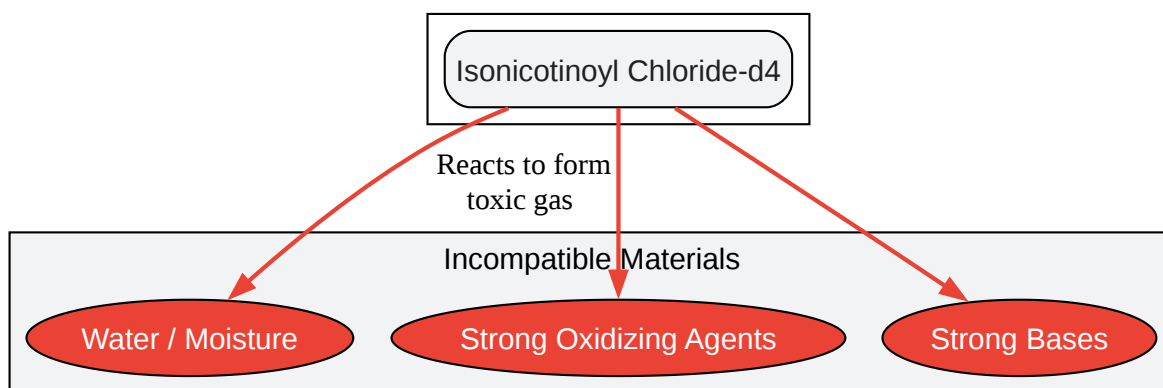 Isonicotinoyl Chloride-d4
Reacts to form
toxic gas
Incompatible Materials
Water / Moisture
Strong Oxidizing Agents
Strong Bases